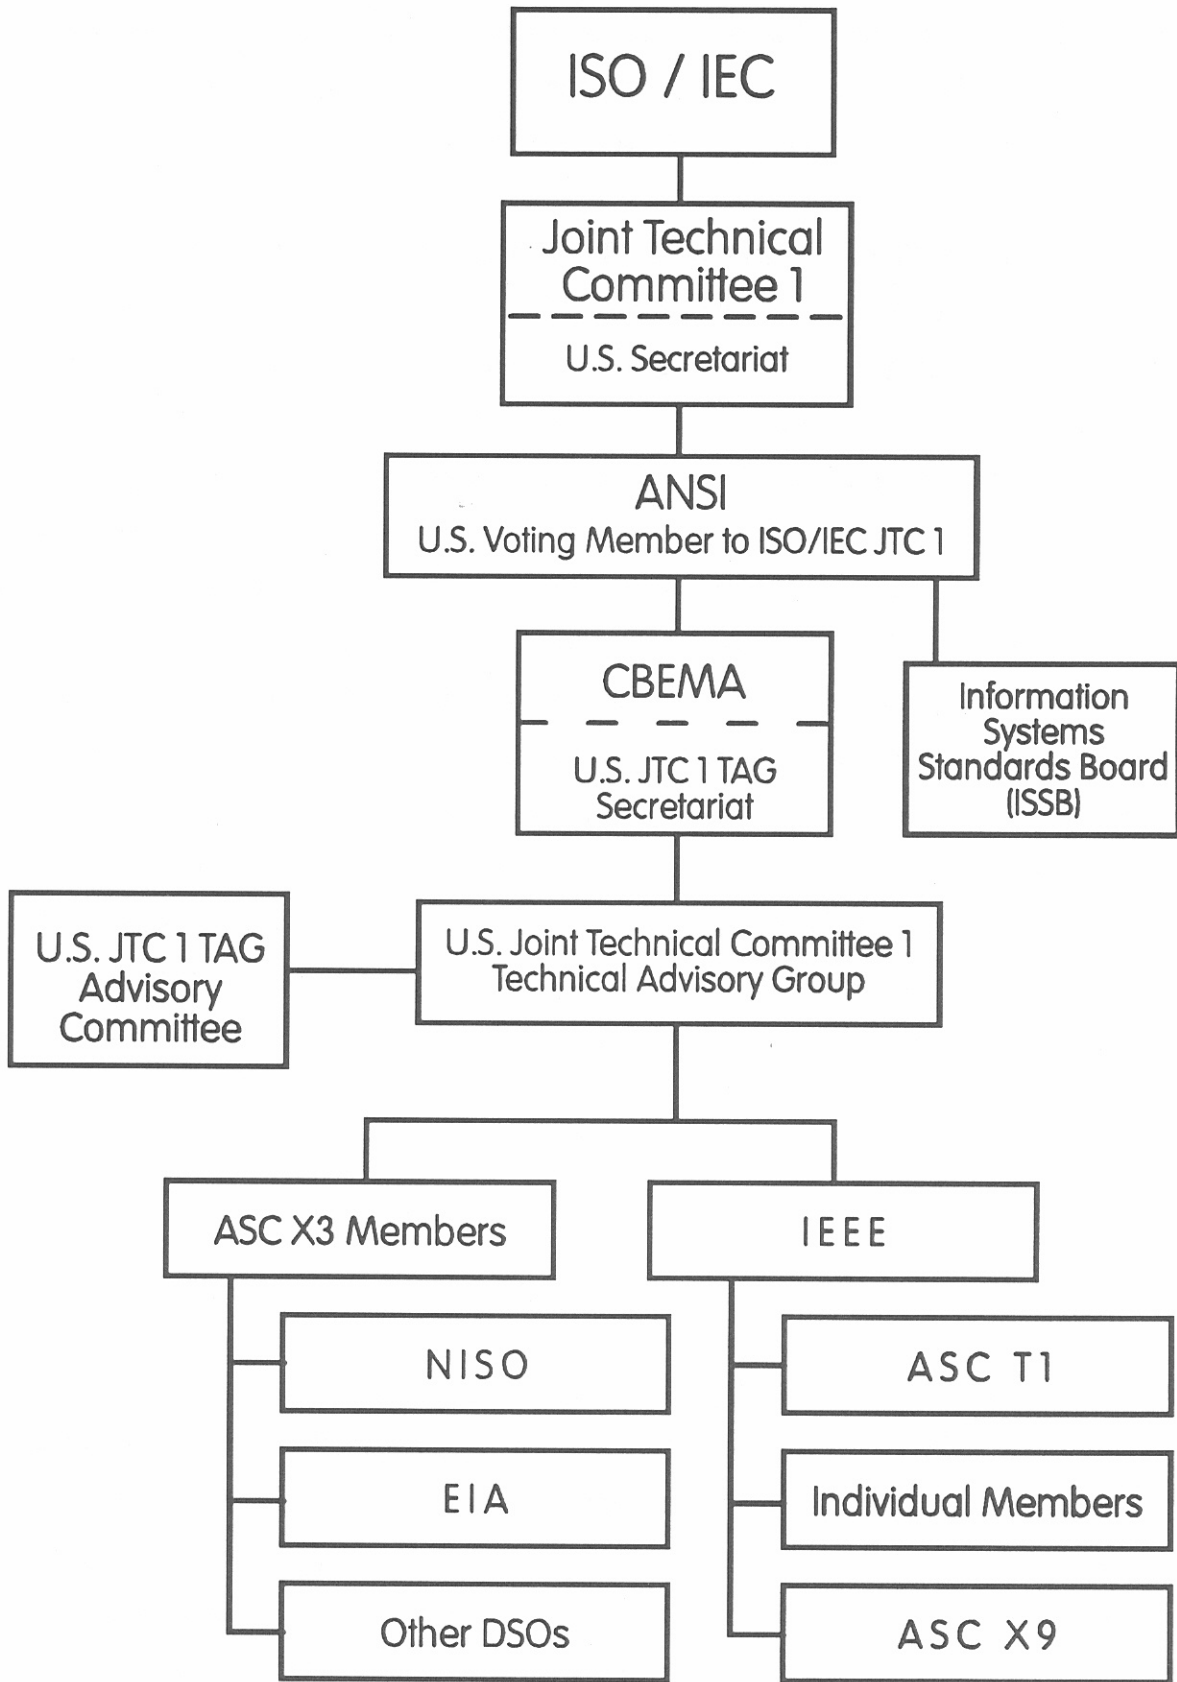 ISO / IEC
Joint Technical
Committee 1
U.S. Secretariat
ANSI
U.S. Voting Member to ISO/IEC JTC 1
CBEMA
U.S. JTC 1 TAG
Secretariat
Information
Systems
Standards Board
(ISSB)
U.S. JTC 1 TAG
Advisory
Committee
U.S. Joint Technical Committee 1
Technical Advisory Group
ASC X3 Members
IEEE
NISO
ASC T1
EIA
Individual Members
Other DSOs
ASC X9